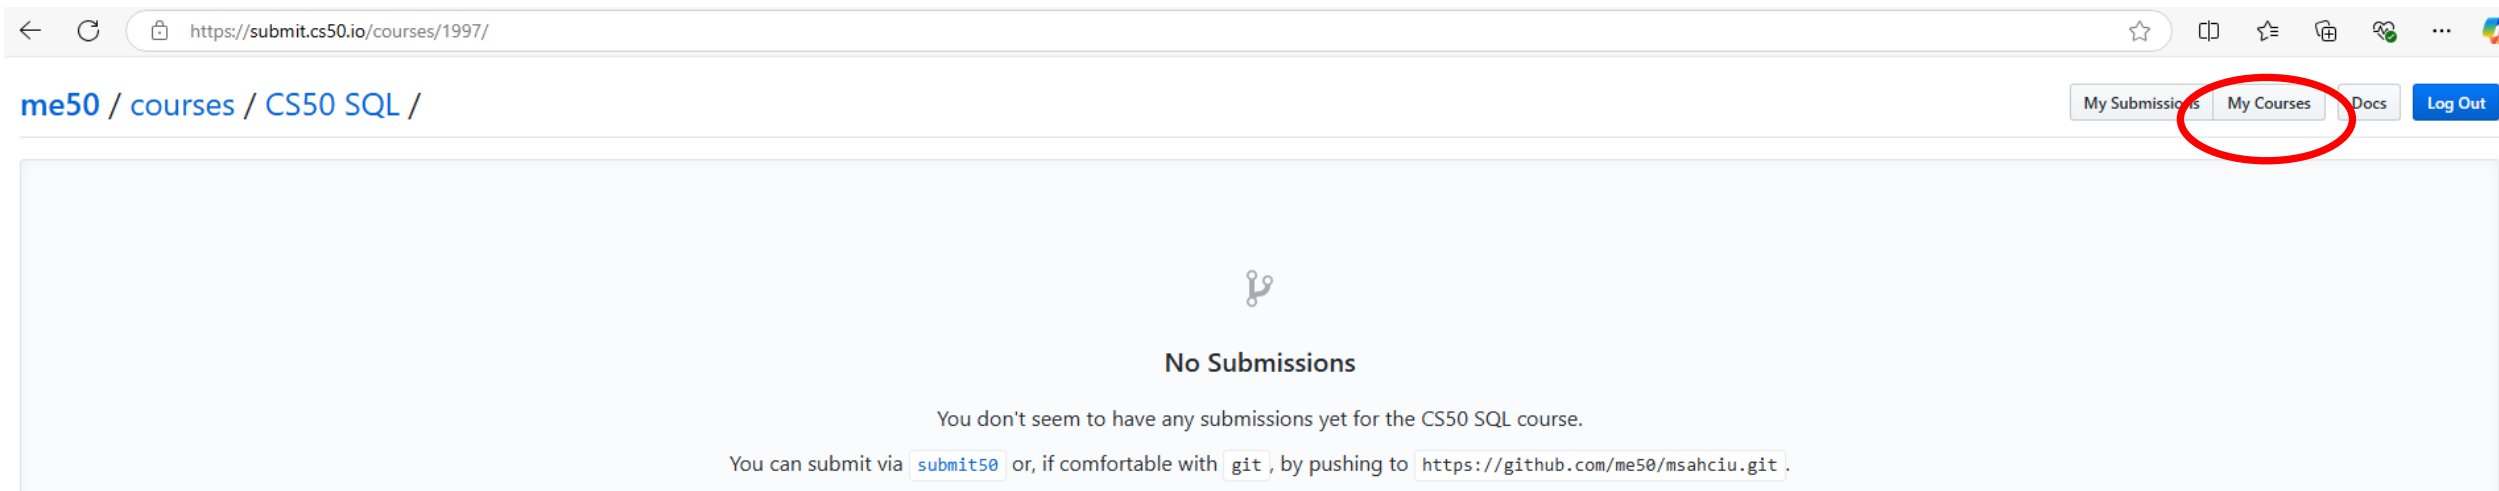 https://submit.cs50.io/courses/1997/
me50 / courses / CS50 SQL /
My Submissions My Courses Docs Log Out
No Submissions
You don't seem to have any submissions yet for the CS50 SQL course.
You can submit via submit50 or, if comfortable with git , by pushing to https://github.com/me50/msahciu.git .